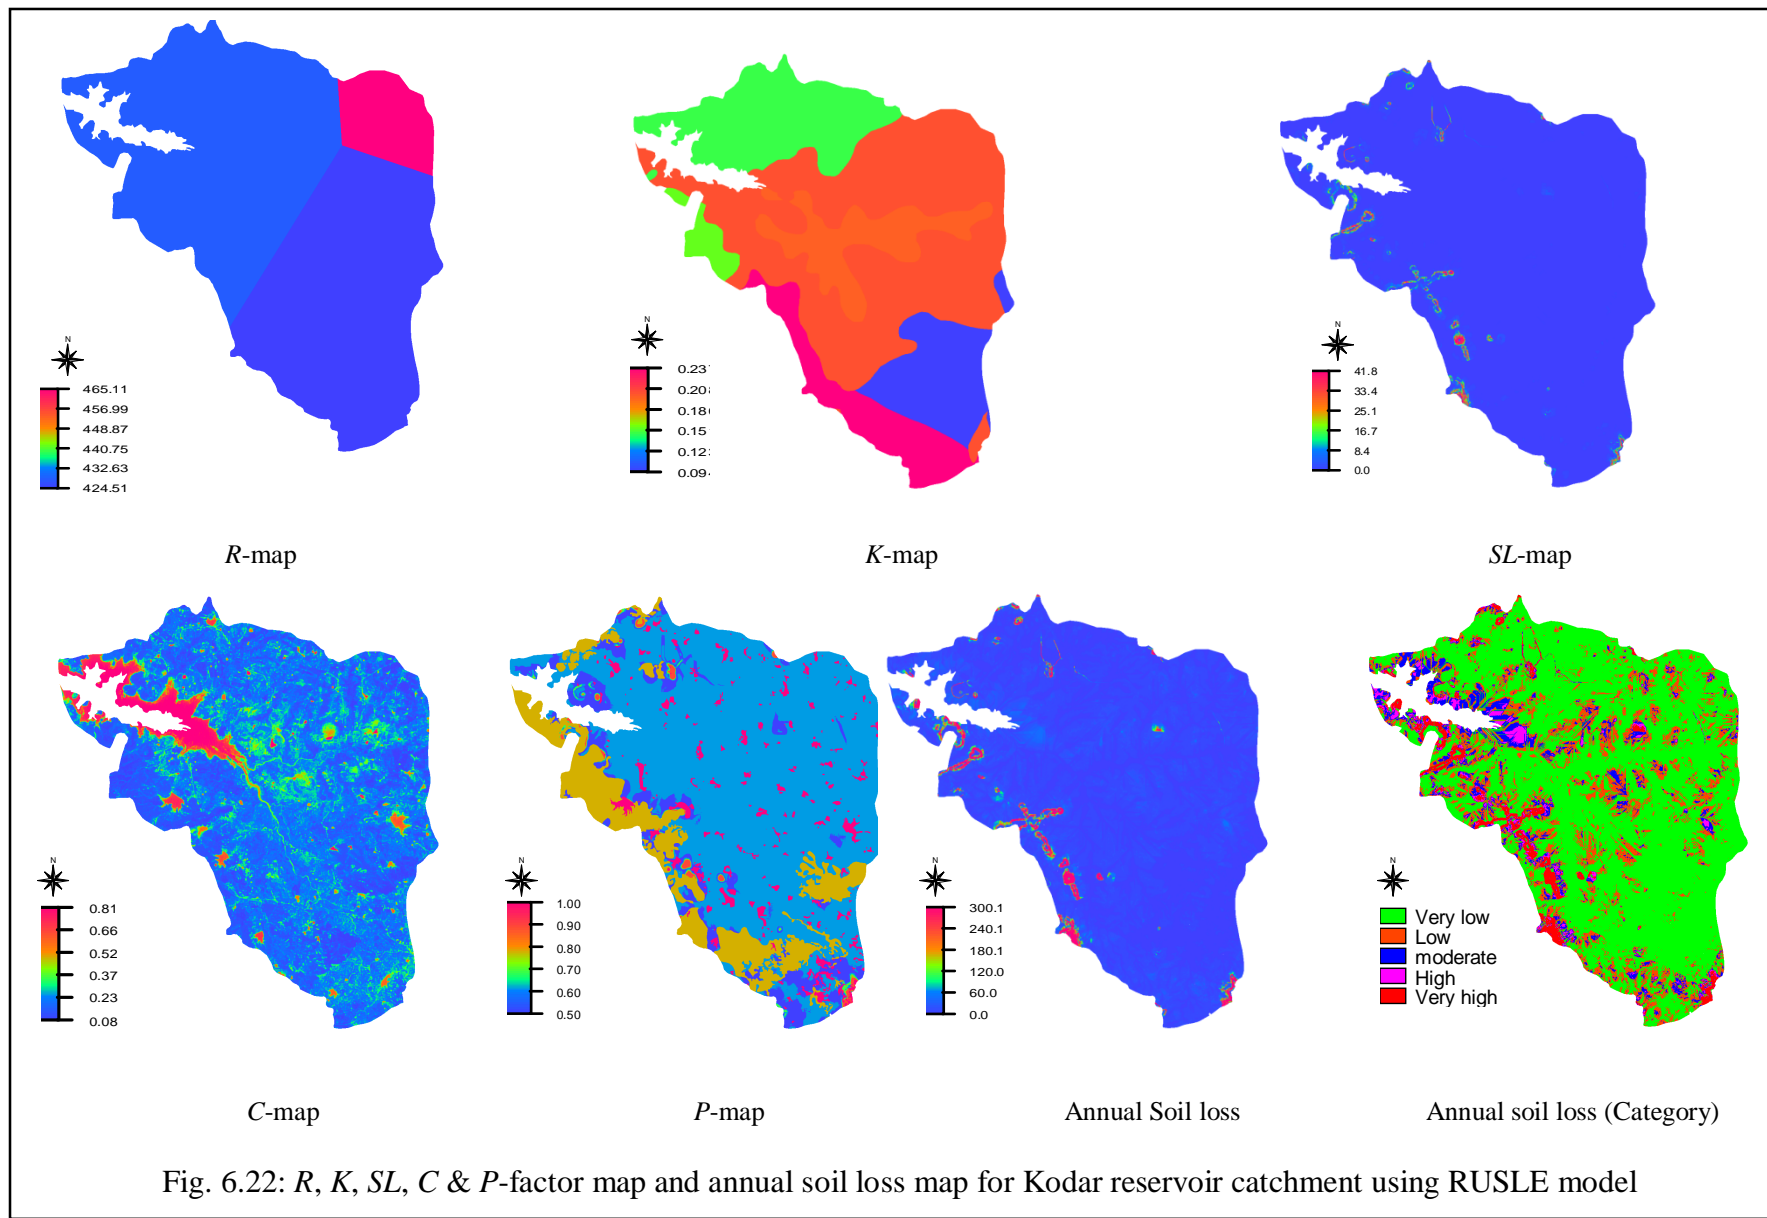 N
465.11
456.99
448.87
440.75
432.63
424.51
R-map
N
0.15
K-map
N
41.8
33.4
25.1
16.7
8.4
0.0
SL-map
N
0.81
0.66
0.52
0.37
0.23
0.08
C-map
N
1.00
0.90
0.80
0.70
0.60
0.50
P-map
300.1
240.1
180.1
120.0
60.0
0.0
Annual Soil loss
N
Very low
Low
moderate
High
Very high
Annual soil loss (Category)
Fig. 6.22: R, K, SL, C & P-factor map and annual soil loss map for Kodar reservoir catchment using RUSLE model